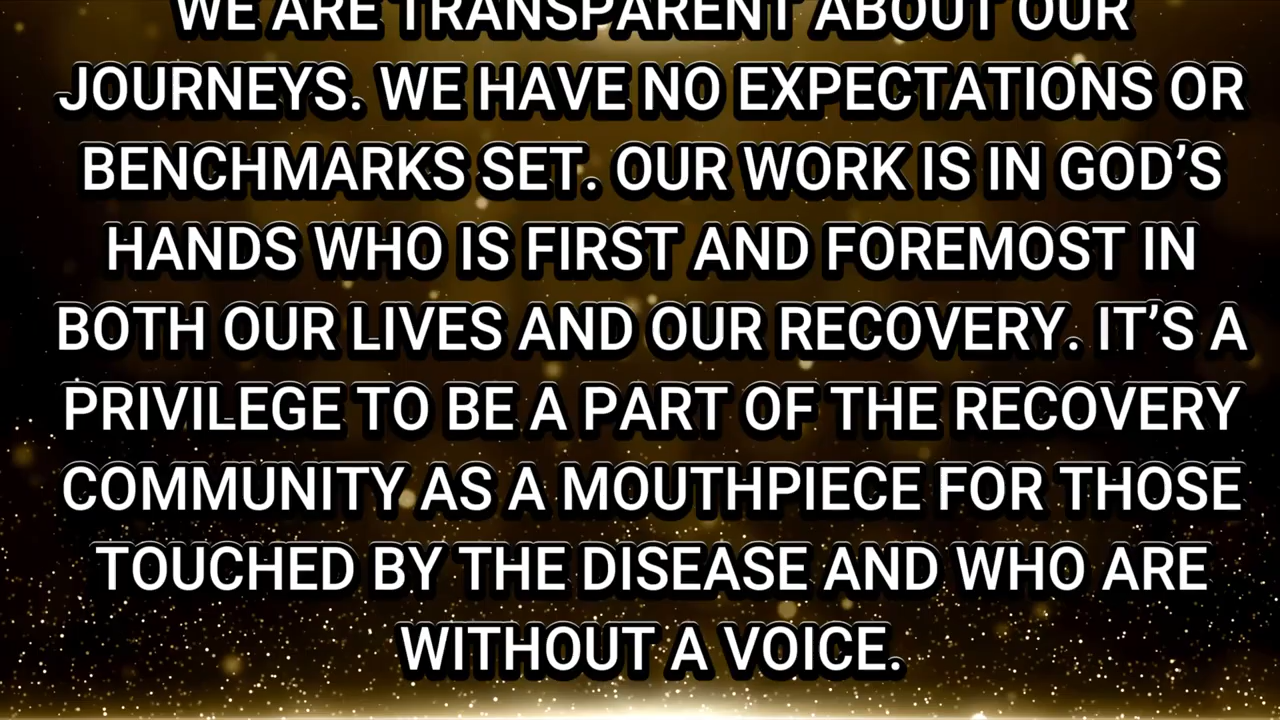 WE ARE TRANSPARENT ABOUT OUR
JOURNEYS. WE HAVE NO EXPECTATIONS OR
BENCHMARKS SET. OUR WORK IS IN GOD’S
HANDS WHO IS FIRST AND FOREMOST IN
BOTH OUR LIVES AND OUR RECOVERY. IT’S A
PRIVILEGE TO BE A PART OF THE RECOVERY
COMMUNITY AS A MOUTHPIECE FOR THOSE
TOUCHED BY THE DISEASE AND WHO ARE
WITHOUT A VOICE.